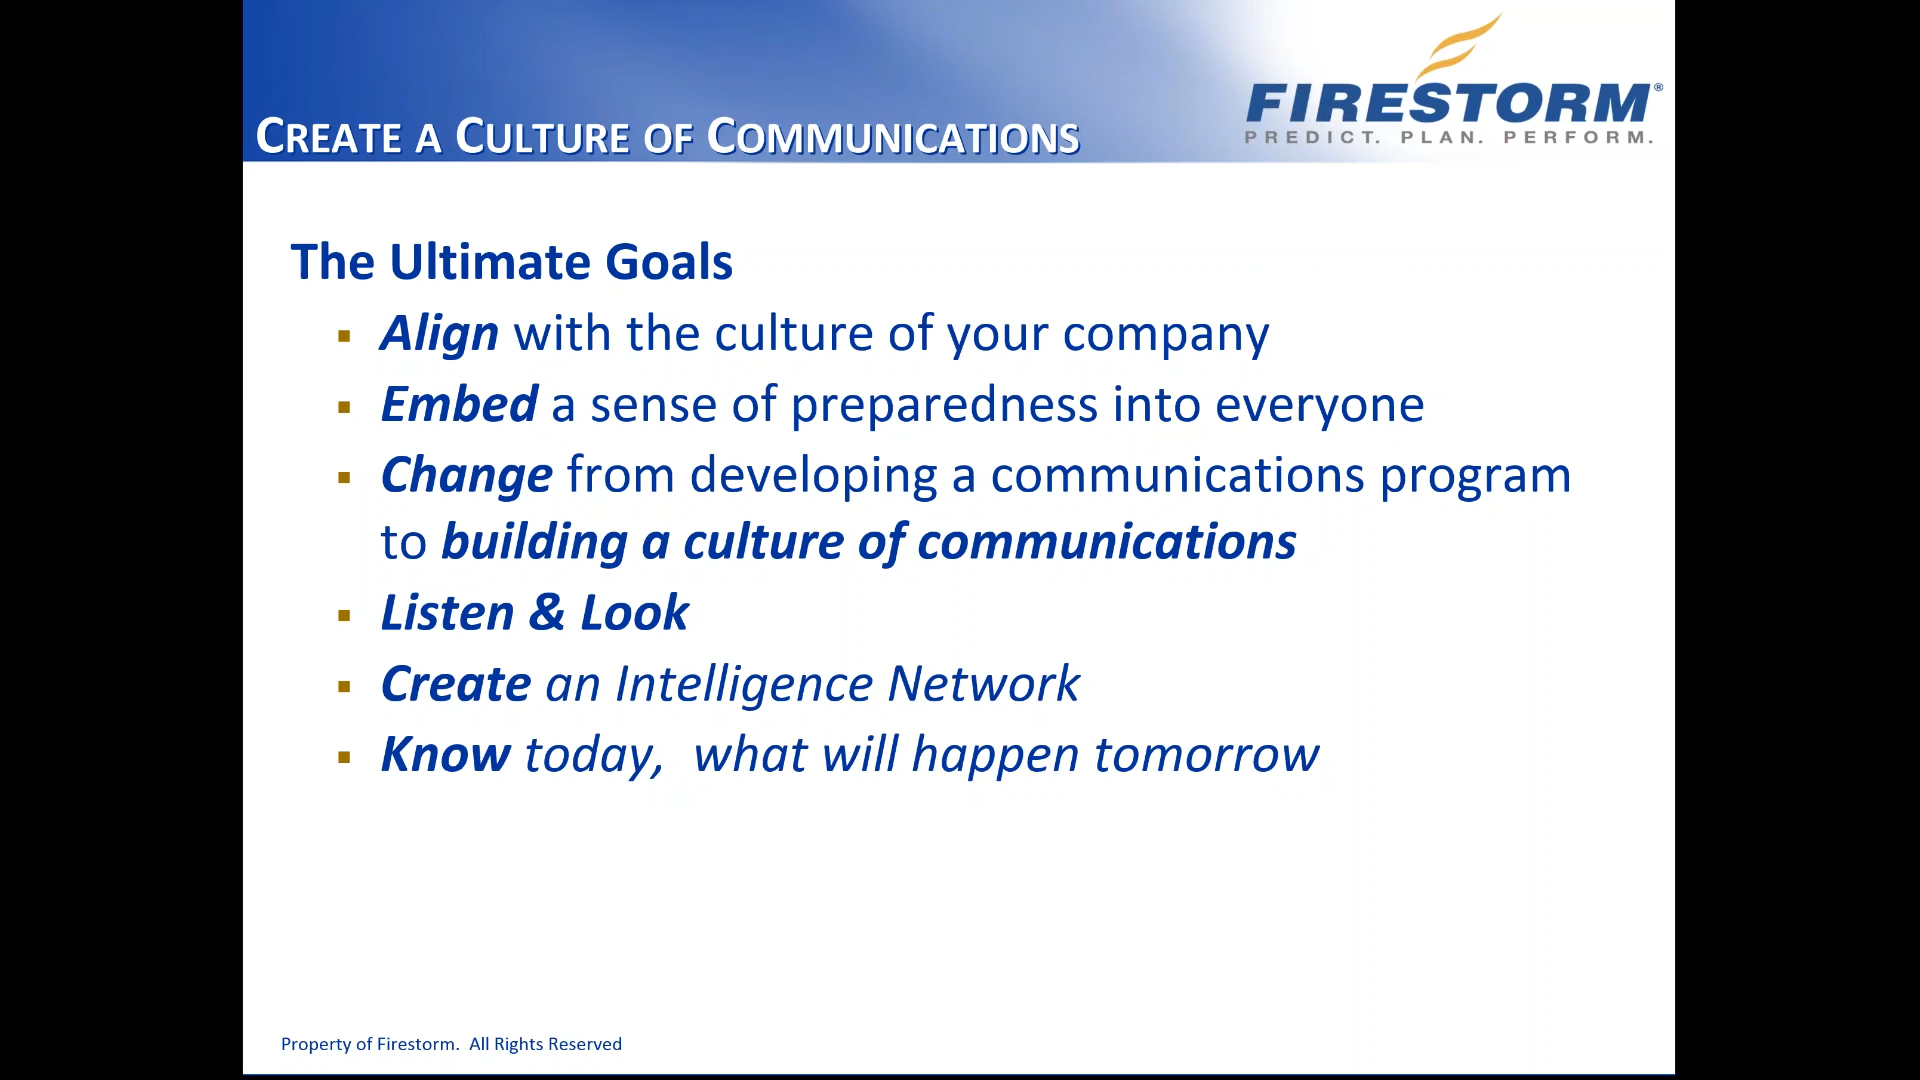 FIRESTORM®
PREDICT. PLAN. PERFORM.
CREATE A CULTURE OF COMMUNICATIONS
The Ultimate Goals
▪ Align with the culture of your company
▪ Embed a sense of preparedness into everyone
▪ Change from developing a communications program
to building a culture of communications
▪ Listen & Look
▪ Create an Intelligence Network
▪ Know today,  what will happen tomorrow
Property of Firestorm.  All Rights Reserved